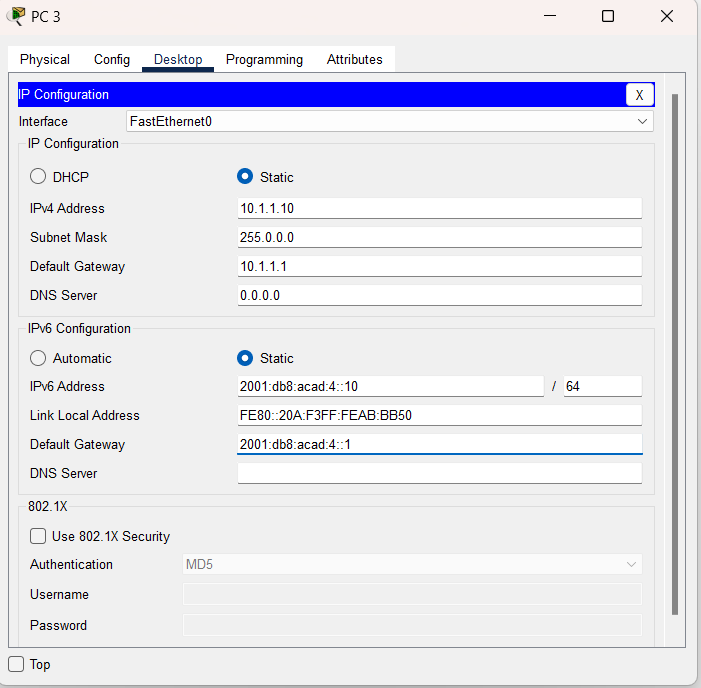 PC 3
Physical Config Desktop Programming Attributes
IP Configuration X
Interface FastEthernet0
IP Configuration
DHCP Static
IPv4 Address 10.1.1.10
Subnet Mask 255.0.0.0
Default Gateway 10.1.1.1
DNS Server 0.0.0.0
IPv6 Configuration
Automatic Static
IPv6 Address 2001:db8:acad:4::10 / 64
Link Local Address FE80::20A:F3FF:FEAB:BB50
Default Gateway 2001:db8:acad:4::1
DNS Server
802.1X
Use 802.1X Security
Authentication MD5
Username
Password
Top